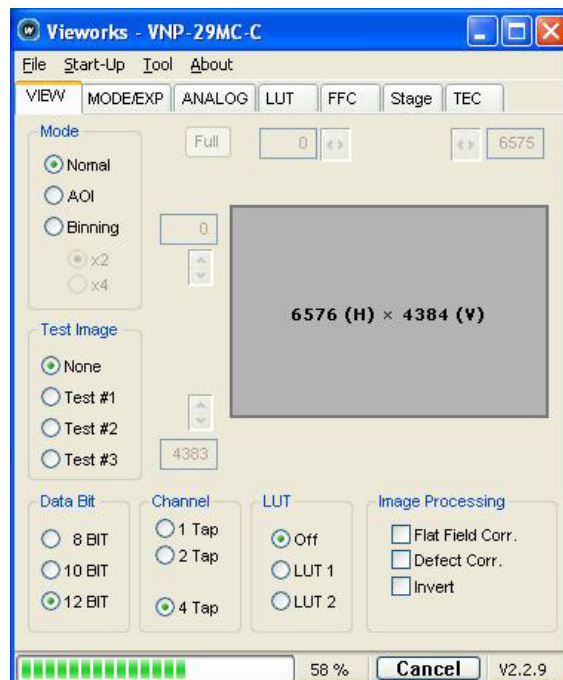 Vieworks - VNP-29MC-C
File Start-Up Tool About
VIEW MODE/EXP ANALOG LUT FFC Stage TEC
Mode
Nomal
AOI
Binning
x2
x4
Full 0 6575
0
6576 (H) × 4384 (V)
4383
Test Image
None
Test #1
Test #2
Test #3
Data Bit
8 BIT
10 BIT
12 BIT
Channel
1 Tap
2 Tap
4 Tap
LUT
Off
LUT 1
LUT 2
Image Processing
Flat Field Corr.
Defect Corr.
Invert
58 % Cancel V2.2.9